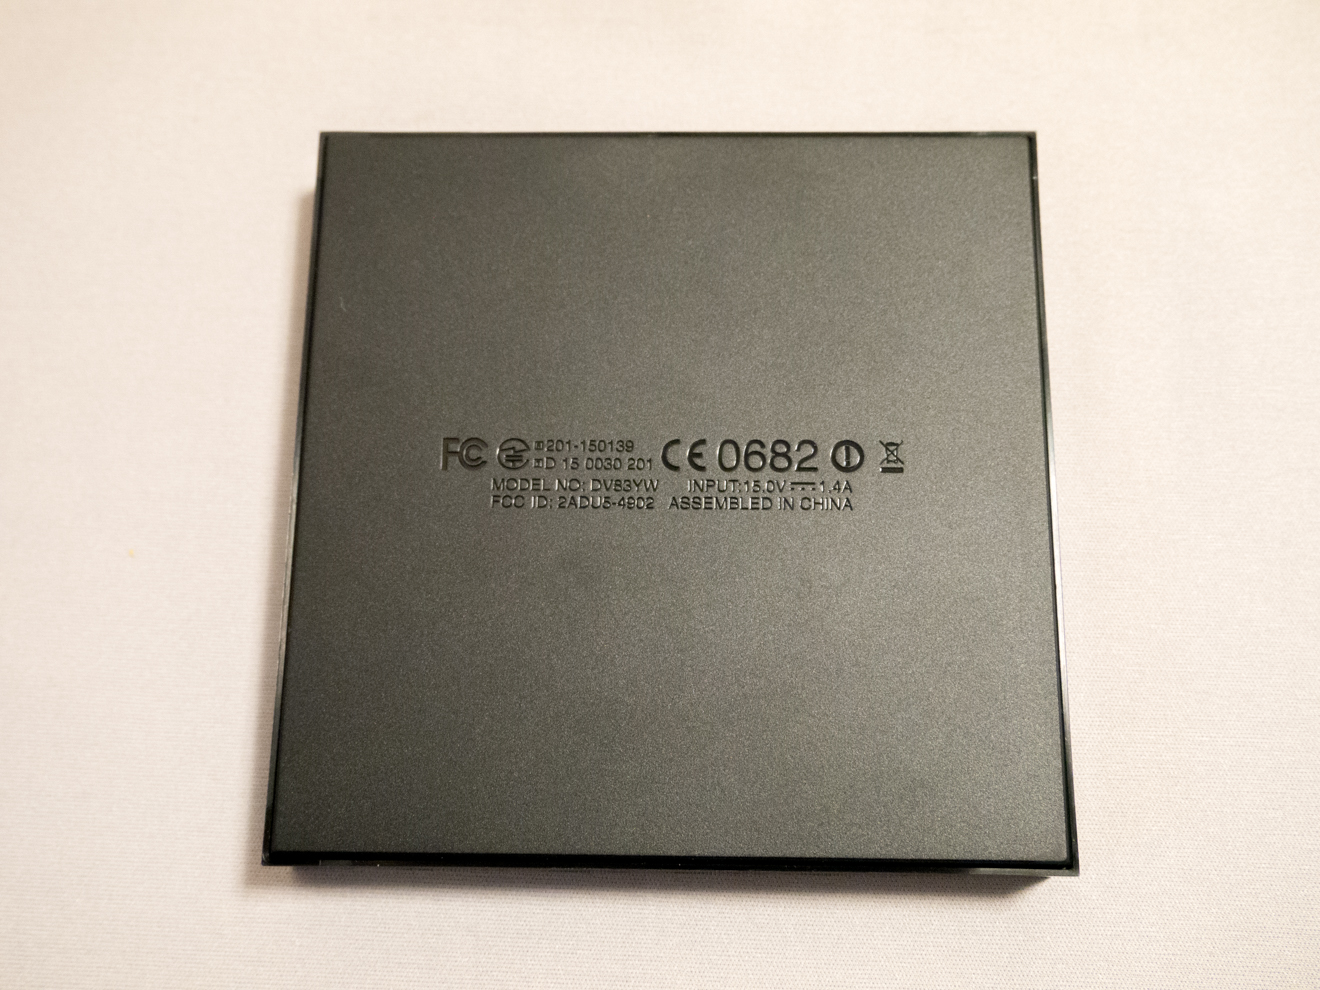 FC R 201-150139 CE 0682
T D 15 0030 201
MODEL NO: DV83YW INPUT:15.0V ⎓ 1.4A
FCC ID: 2ADU5-4902 ASSEMBLED IN CHINA